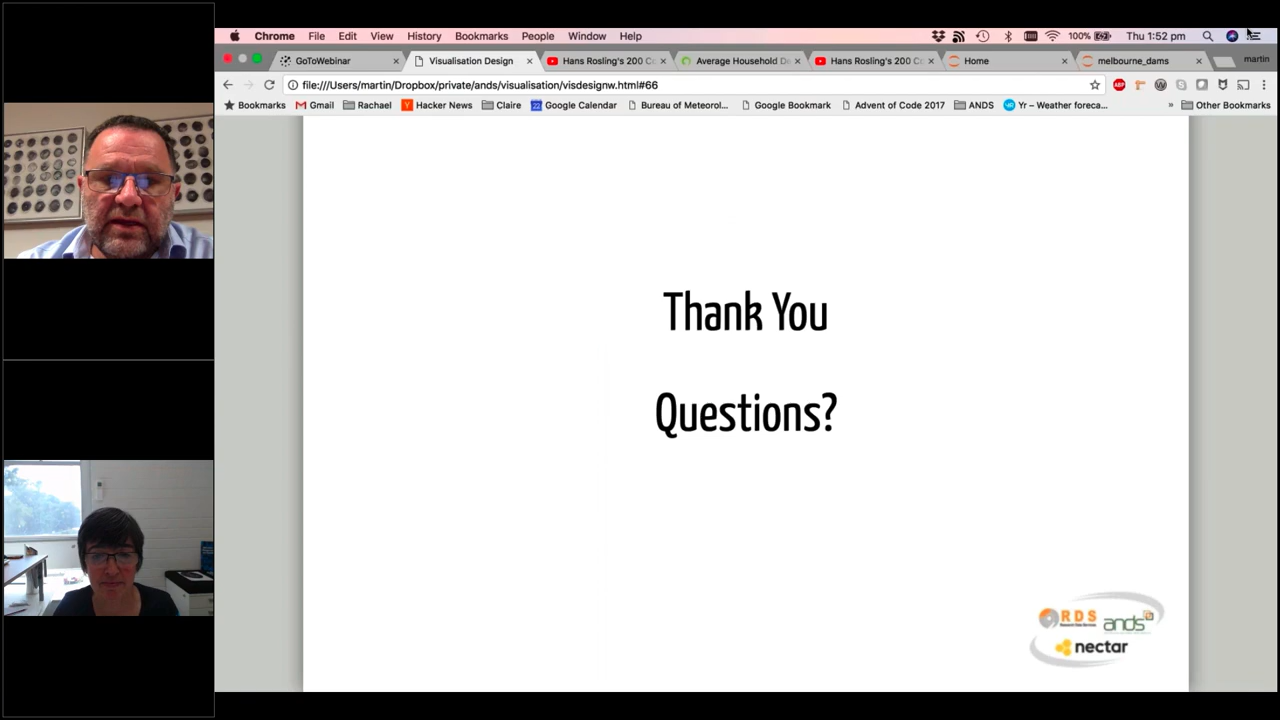 Chrome File Edit View History Bookmarks People Window Help 100% Thu 1:52 pm
GoToWebinar Visualisation Design Hans Rosling's 200 Co Average Household D Hans Rosling's 200 Co Home melbourne_dams martin
file:///Users/martin/Dropbox/private/ands/visualisation/visdesignw.html#66
Bookmarks Gmail Rachael Hacker News Claire 22 Google Calendar Bureau of Meteorol... Google Bookmark Advent of Code 2017 ANDS Yr – Weather foreca... » Other Bookmarks
Thank You
Questions?
RDS
ands
nectar